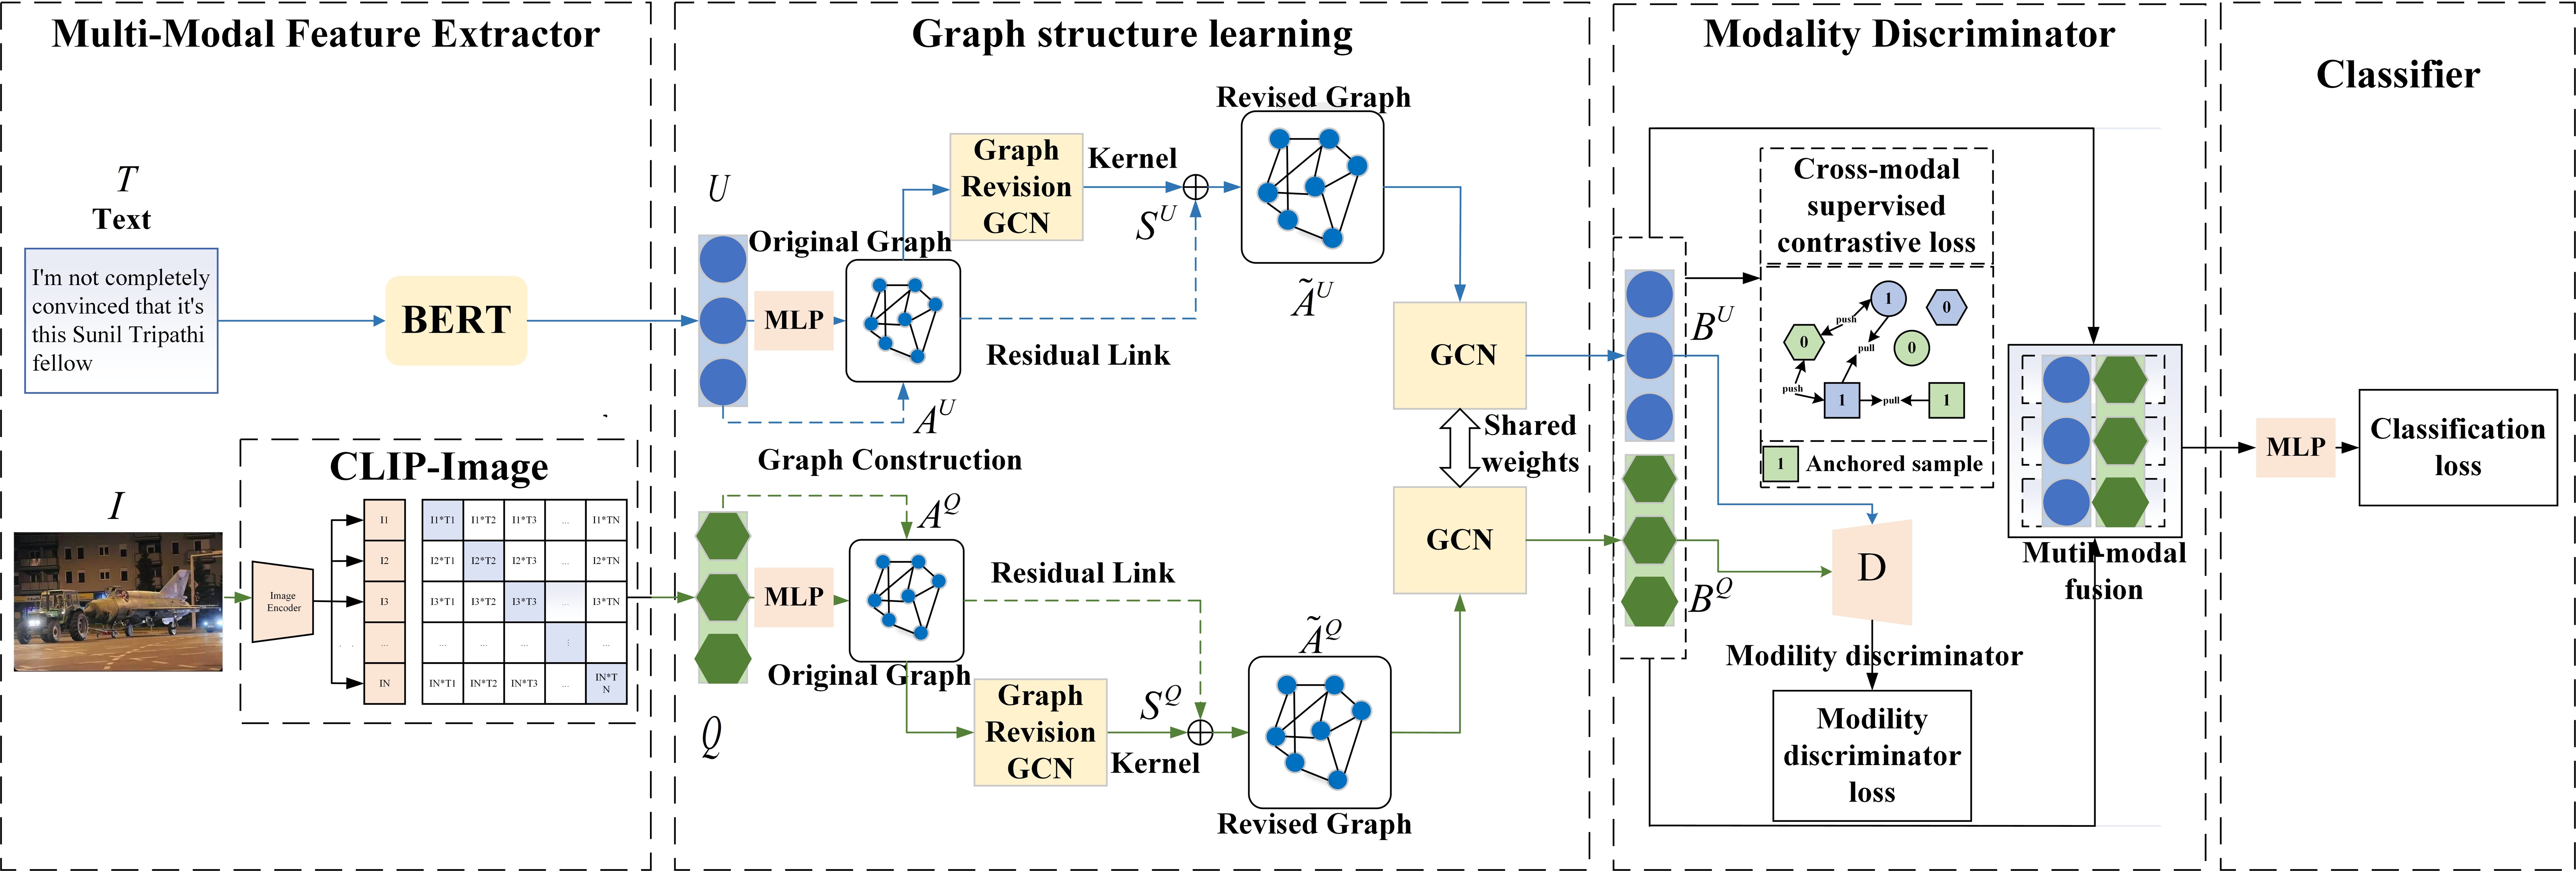 Multi-Modal Feature Extractor
T
Text
I'm not completely
convinced that it's
this Sunil Tripathi
fellow
BERT
CLIP-Image
I
Image
Encoder
I1
I2
I3
...
IN
I1*T1 I1*T2 I1*T3 ... I1*TN
I2*T1 I2*T2 I2*T3 ... I2*TN
I3*T1 I3*T2 I3*T3 ... I3*TN
... ... ... ⋮ ...
IN*T1 IN*T2 IN*T3 ... IN*T
N
Graph structure learning
U
Original Graph
MLP
A^U
Graph
Revision
GCN
Kernel
S^U
Residual Link
Revised Graph
Ã^U
GCN
Shared
weights
GCN
Graph Construction
A^Q
MLP
Original Graph
Q
Residual Link
Graph
Revision
GCN
S^Q
Kernel
Ã^Q
Revised Graph
Modality Discriminator
Cross-modal
supervised
contrastive loss
1
0
push
0
0
pull
push
1
pull
1
1
Anchored sample
B^U
B^Q
D
Modility discriminator
Modility
discriminator
loss
Mutil-modal
fusion
Classifier
MLP
Classification
loss